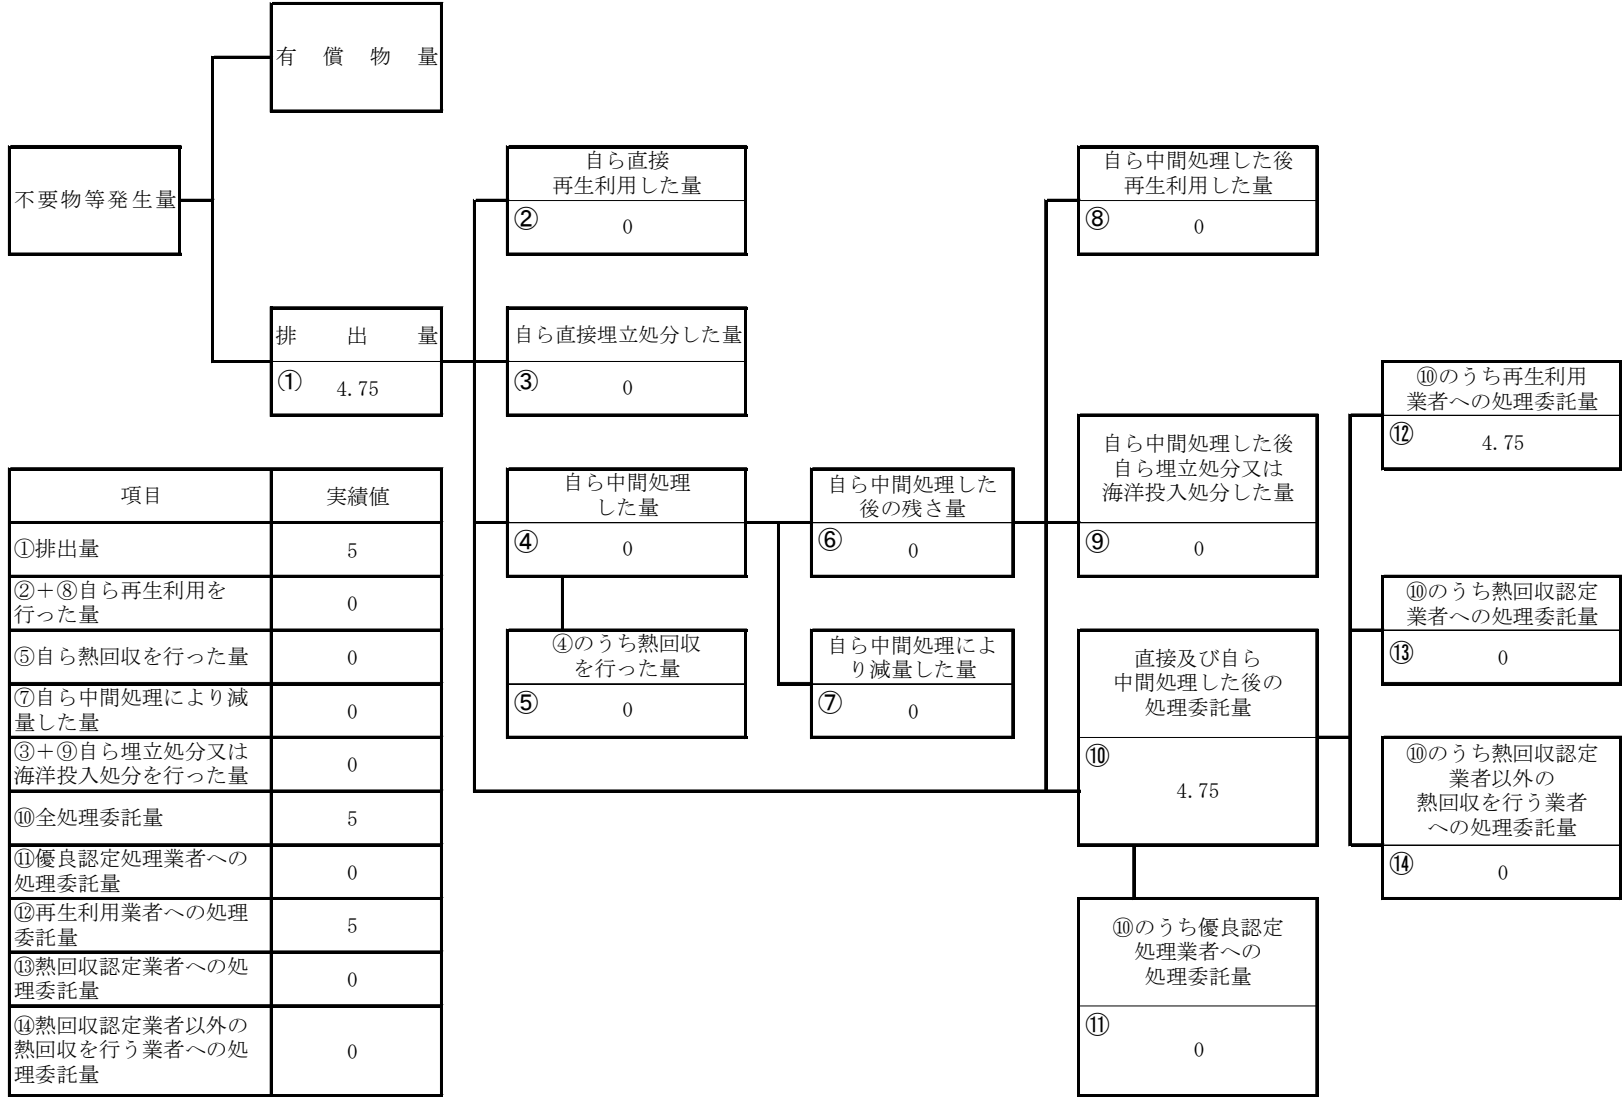 有償物量
不要物等発生量
排出量
① 4.75
自ら直接
再生利用した量
② 0
自ら直接埋立処分した量
③ 0
自ら中間処理
した量
④ 0
④のうち熱回収
を行った量
⑤ 0
自ら中間処理した
後の残さ量
⑥ 0
自ら中間処理によ
り減量した量
⑦ 0
自ら中間処理した後
再生利用した量
⑧ 0
自ら中間処理した後
自ら埋立処分又は
海洋投入処分した量
⑨ 0
直接及び自ら
中間処理した後の
処理委託量
⑩
4.75
⑩のうち優良認定
処理業者への
処理委託量
⑪
0
⑩のうち再生利用
業者への処理委託量
⑫ 4.75
⑩のうち熱回収認定
業者への処理委託量
⑬ 0
⑩のうち熱回収認定
業者以外の
熱回収を行う業者
への処理委託量
⑭ 0
項目 実績値
①排出量 5
②+⑧自ら再生利用を
行った量 0
⑤自ら熱回収を行った量 0
⑦自ら中間処理により減
量した量 0
③+⑨自ら埋立処分又は
海洋投入処分を行った量 0
⑩全処理委託量 5
⑪優良認定処理業者への
処理委託量 0
⑫再生利用業者への処理
委託量 5
⑬熱回収認定業者への処
理委託量 0
⑭熱回収認定業者以外の
熱回収を行う業者への処 0
理委託量